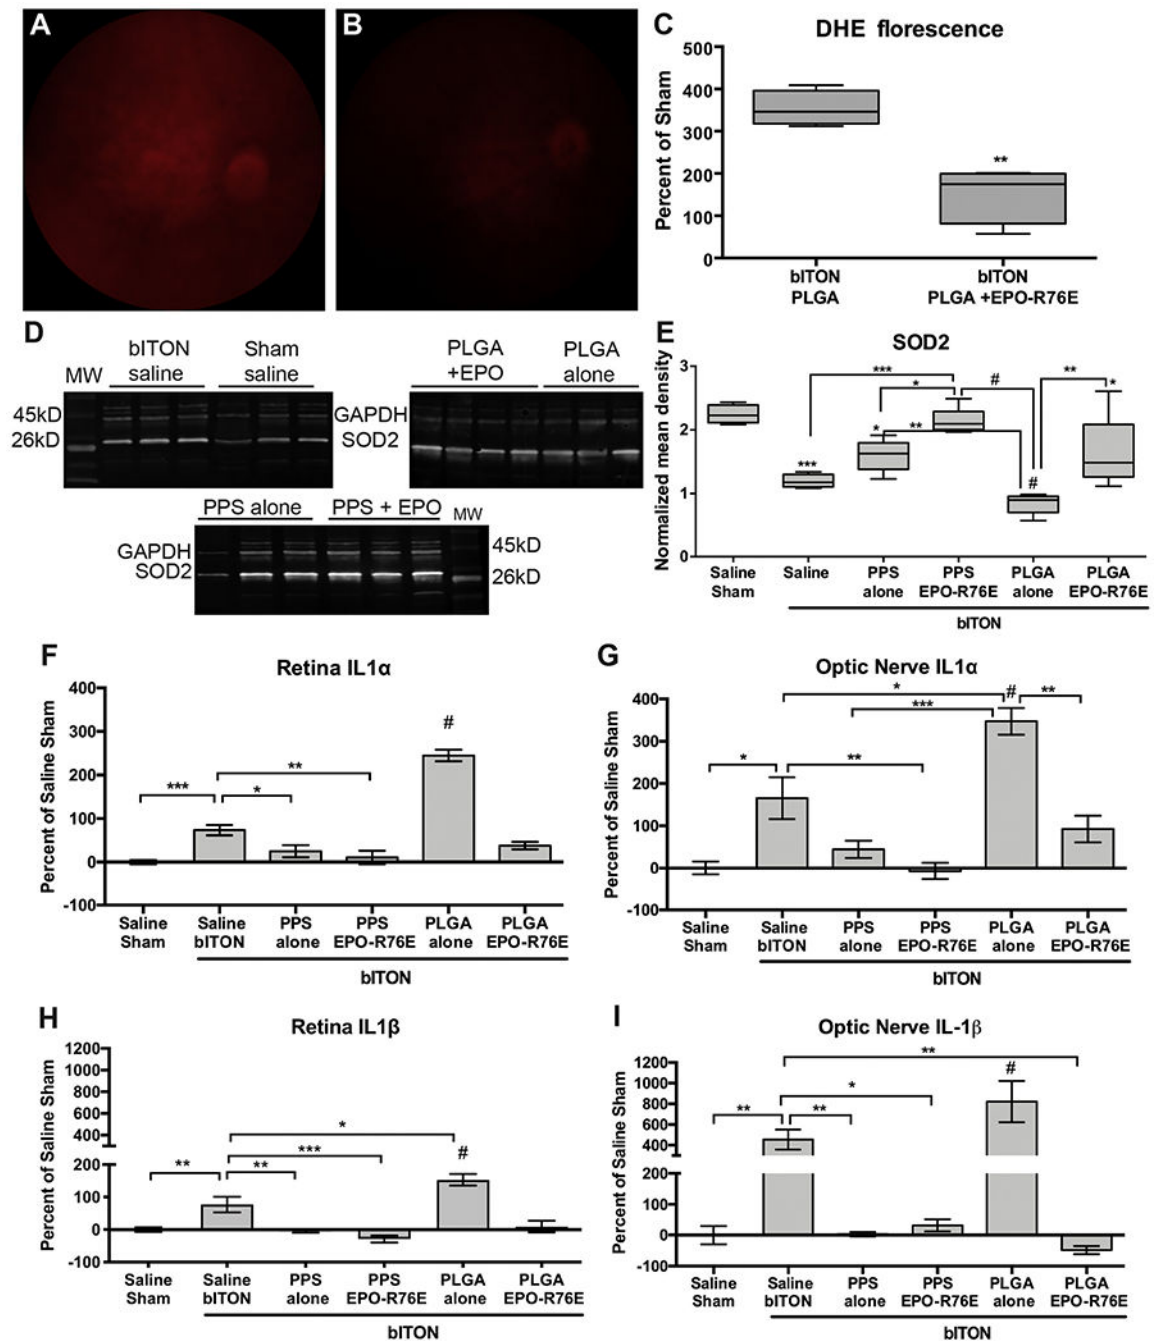 A
B
C
DHE florescence
Percent of Sham
500
400
300
200
100
0
**
bITON
PLGA
bITON
PLGA +EPO-R76E
D
bITON
saline
Sham
saline
PLGA
+EPO
PLGA
alone
MW
45kD
26kD
GAPDH
SOD2
PPS alone
PPS + EPO
MW
GAPDH
SOD2
45kD
26kD
E
SOD2
Normalized mean density
3
2
1
0
***
*
#
**
*
*
**
***
#
Saline
Sham
Saline
PPS
alone
PPS
EPO-R76E
PLGA
alone
PLGA
EPO-R76E
bITON
F
Retina IL1α
Percent of Saline Sham
400
300
200
100
0
-100
#
**
***
*
Saline
Sham
Saline
bITON
PPS
alone
PPS
EPO-R76E
PLGA
alone
PLGA
EPO-R76E
bITON
G
Optic Nerve IL1α
Percent of Saline Sham
400
300
200
100
0
-100
*
#
**
***
*
**
Saline
Sham
Saline
bITON
PPS
alone
PPS
EPO-R76E
PLGA
alone
PLGA
EPO-R76E
bITON
H
Retina IL1β
Percent of Saline Sham
1200
1000
800
600
400
200
100
0
-100
*
***
#
**
**
Saline
Sham
Saline
bITON
PPS
alone
PPS
EPO-R76E
PLGA
alone
PLGA
EPO-R76E
bITON
I
Optic Nerve IL-1β
Percent of Saline Sham
1200
1000
800
600
400
200
100
0
-100
**
#
*
**
**
Saline
Sham
Saline
bITON
PPS
alone
PPS
EPO-R76E
PLGA
alone
PLGA
EPO-R76E
bITON